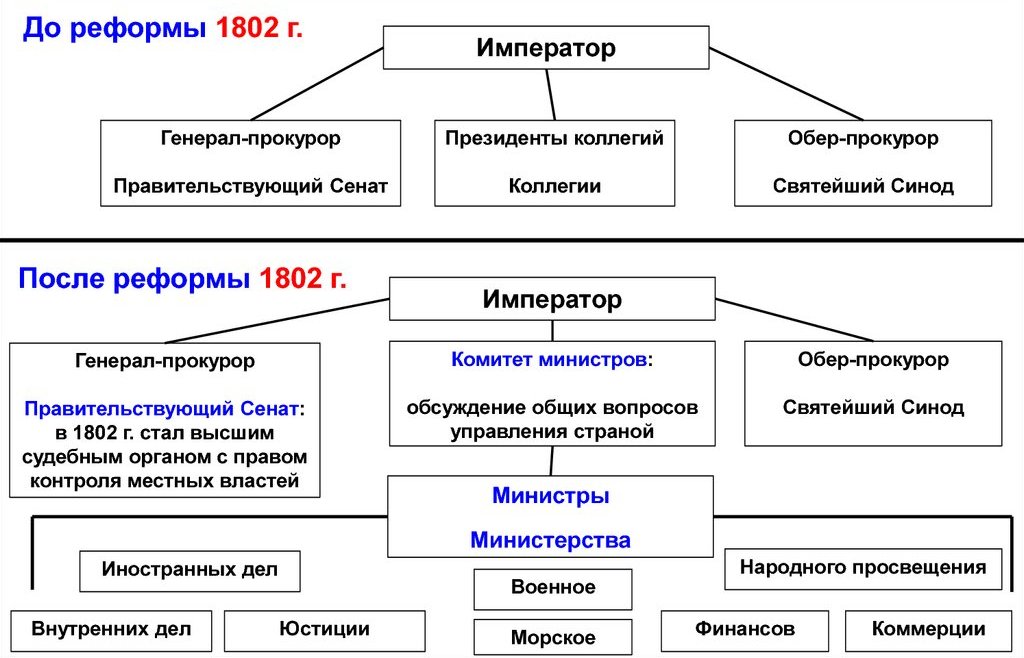 До реформы 1802 г.
Император
Генерал-прокурор
Правительствующий Сенат
Президенты коллегий
Коллегии
Обер-прокурор
Святейший Синод
После реформы 1802 г.
Император
Генерал-прокурор
Правительствующий Сенат:
в 1802 г. стал высшим
судебным органом с правом
контроля местных властей
Комитет министров:
обсуждение общих вопросов
управления страной
Обер-прокурор
Святейший Синод
Министры
Министерства
Иностранных дел
Военное
Народного просвещения
Внутренних дел
Юстиции
Морское
Финансов
Коммерции